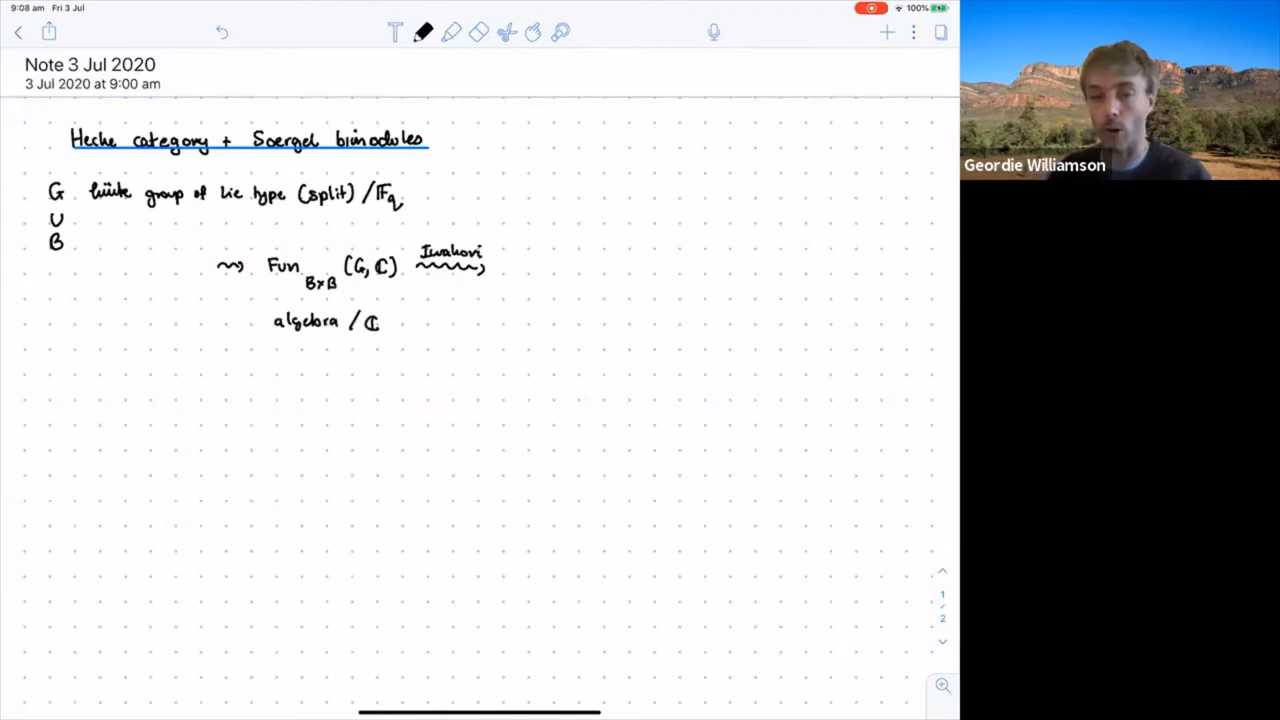 9:08 am Fri 3 Jul
100%
Note 3 Jul 2020
3 Jul 2020 at 9:00 am
Hecke category + Soergel bimodules
G finite group of Lie type (split) / 𝔽q
∪
B
⇝ Fun B×B (G, ℂ) Iwahori
algebra / ℂ
Geordie Williamson
1
2